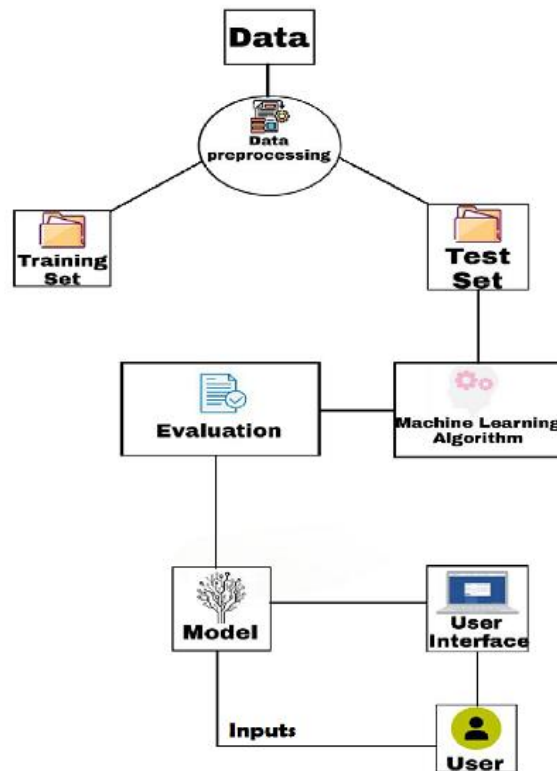 Data
Data
preprocessing
Training
Set
Test
Set
Evaluation
Machine Learning
Algorithm
Model
User
Interface
Inputs
User